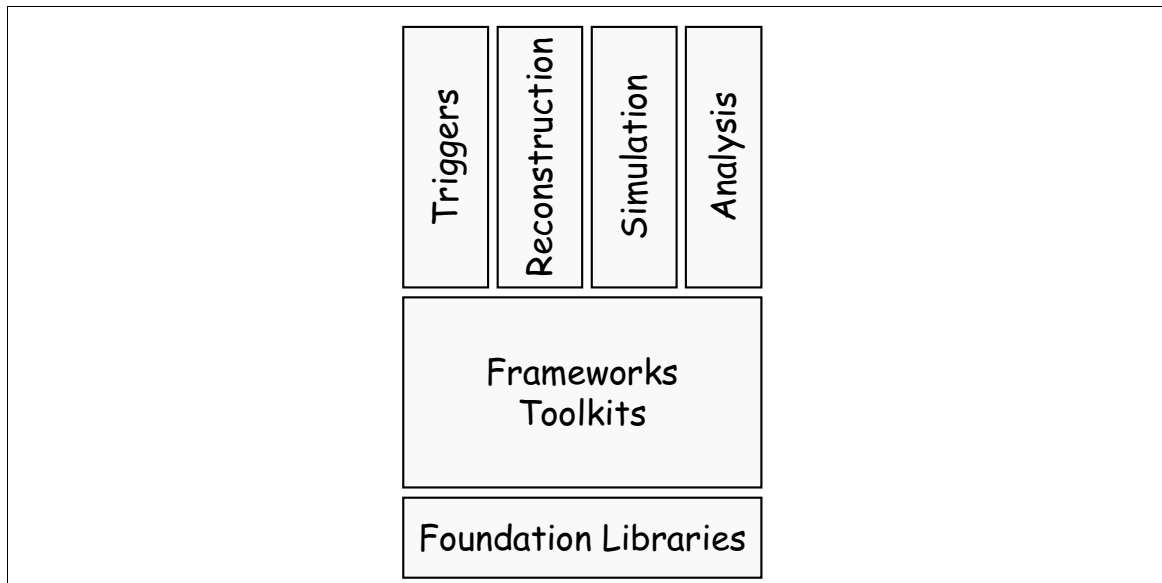 Triggers
Reconstruction
Simulation
Analysis
Frameworks
Toolkits
Foundation Libraries